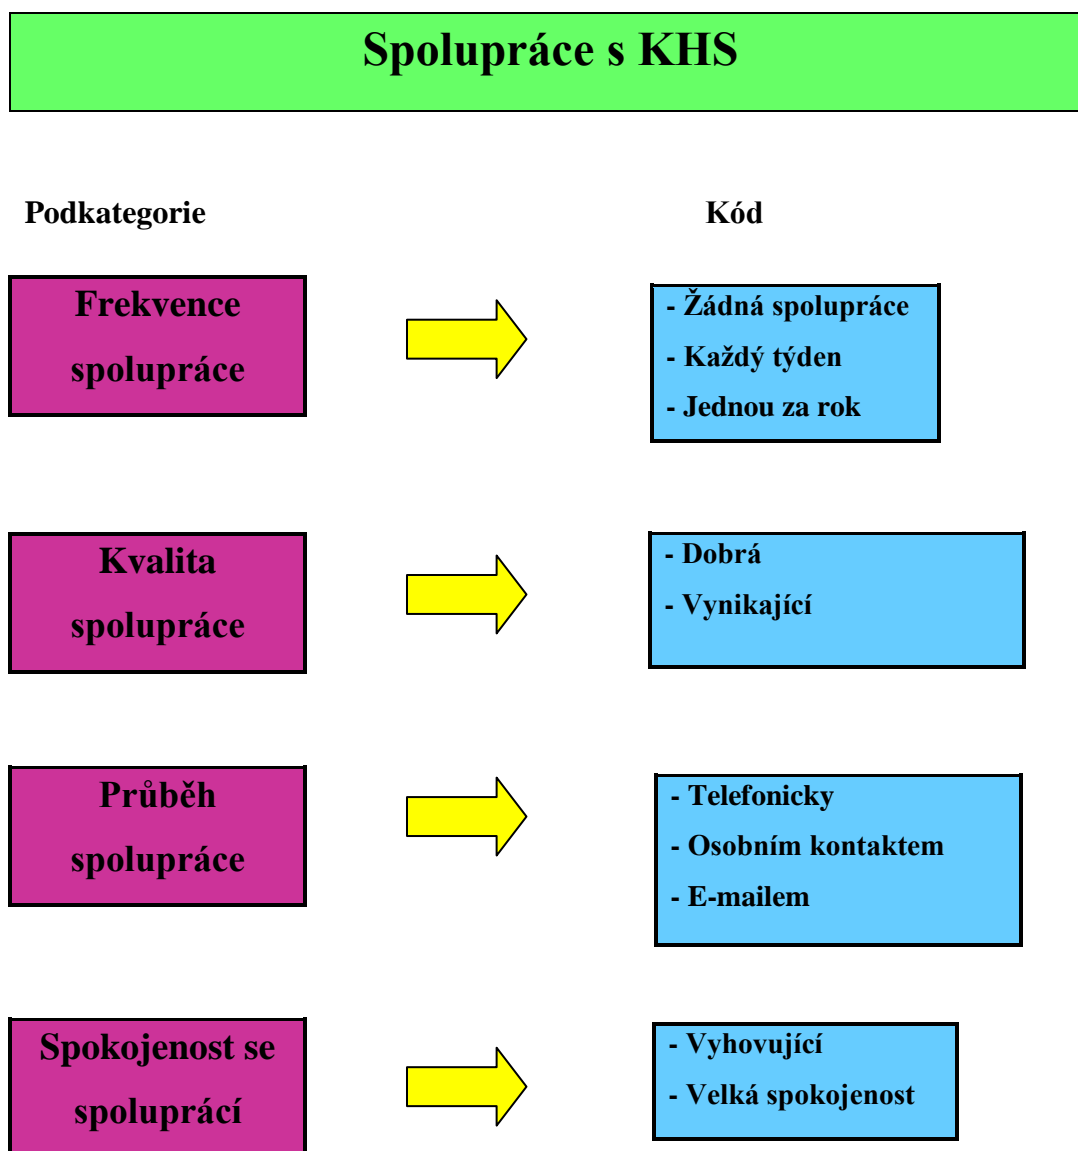 Spolupráce s KHS
Podkategorie
Kód
Frekvence
spolupráce
- Žádná spolupráce
- Každý týden
- Jednou za rok
Kvalita
spolupráce
- Dobrá
- Vynikající
Průběh
spolupráce
- Telefonicky
- Osobním kontaktem
- E-mailem
Spokojenost se
spoluprácí
- Vyhovující
- Velká spokojenost